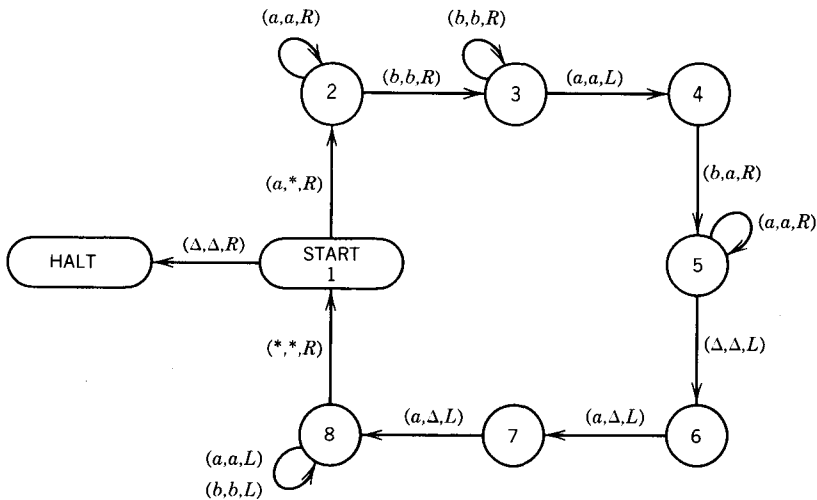 (a,a,R)
(b,b,R)
2
(b,b,R)
3
(a,a,L)
4
(a,*,R)
(b,a,R)
(a,a,R)
HALT
(Δ,Δ,R)
START
1
5
(*,*,R)
(Δ,Δ,L)
8
(a,Δ,L)
7
(a,Δ,L)
6
(a,a,L)
(b,b,L)